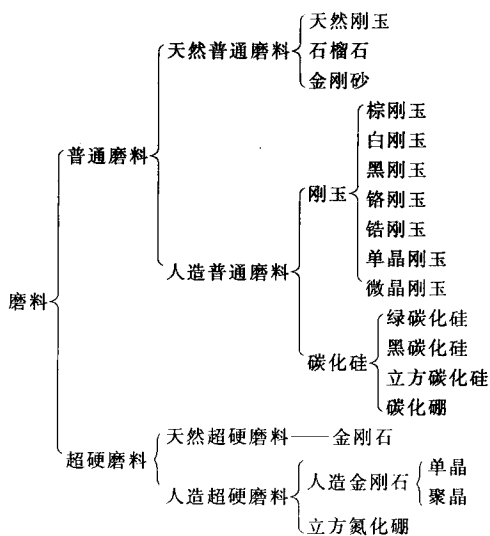 天然刚玉
天然普通磨料
石榴石
金刚砂
普通磨料
棕刚玉
白刚玉
黑刚玉
刚玉
铬刚玉
锆刚玉
单晶刚玉
人造普通磨料
微晶刚玉
磨料
绿碳化硅
黑碳化硅
碳化硅
立方碳化硅
碳化硼
天然超硬磨料——金刚石
超硬磨料
单晶
人造金刚石
聚晶
人造超硬磨料
立方氮化硼